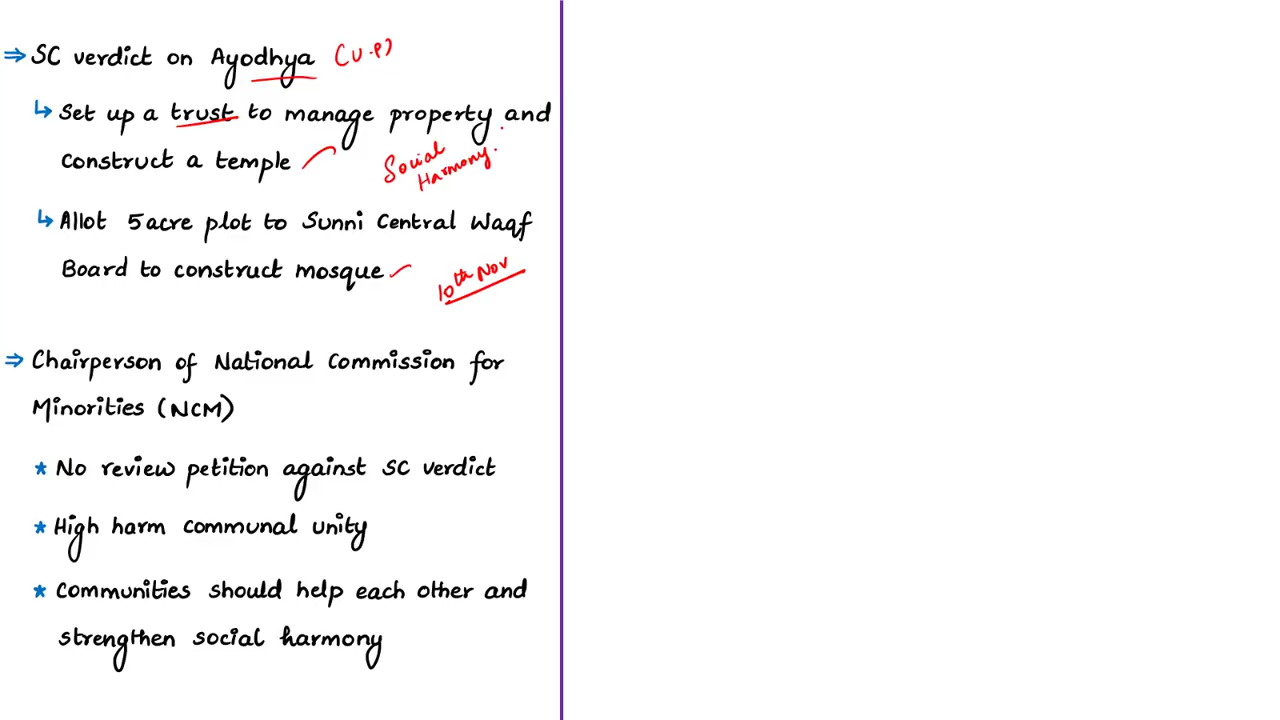 ⇒ SC verdict on Ayodhya (U.P)
↳ Set up a trust to manage property and
construct a temple
Social
Harmony.
↳ Allot 5 acre plot to Sunni Central Waqf
Board to construct mosque
10th Nov
⇒ Chairperson of National Commission for
Minorities (NCM)
* No review petition against SC verdict
* High harm communal unity
* Communities should help each other and
strengthen social harmony